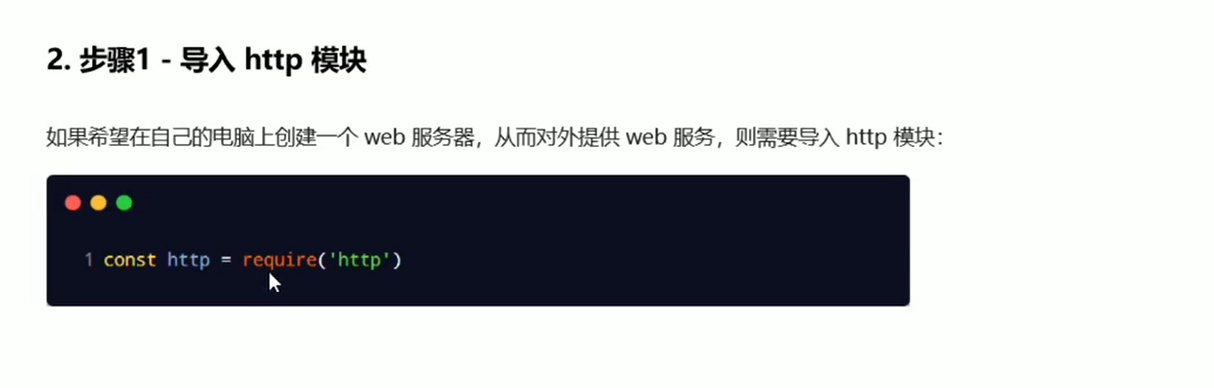 2. 步骤1 - 导入 http 模块
如果希望在自己的电脑上创建一个 web 服务器，从而对外提供 web 服务，则需要导入 http 模块：
1 const http = require('http')